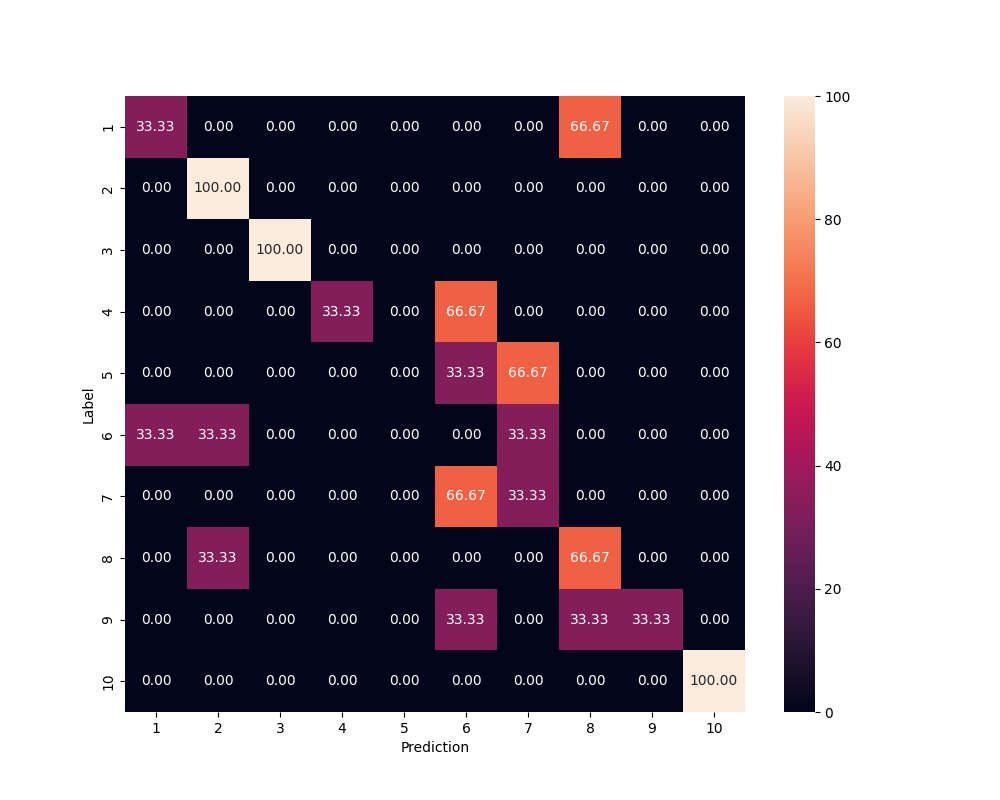 1 33.33 0.00 0.00 0.00 0.00 0.00 0.00 66.67 0.00 0.00
2 0.00 100.00 0.00 0.00 0.00 0.00 0.00 0.00 0.00 0.00
3 0.00 0.00 100.00 0.00 0.00 0.00 0.00 0.00 0.00 0.00
4 0.00 0.00 0.00 33.33 0.00 66.67 0.00 0.00 0.00 0.00
5 0.00 0.00 0.00 0.00 0.00 33.33 66.67 0.00 0.00 0.00
6 33.33 33.33 0.00 0.00 0.00 0.00 33.33 0.00 0.00 0.00
7 0.00 0.00 0.00 0.00 0.00 66.67 33.33 0.00 0.00 0.00
8 0.00 33.33 0.00 0.00 0.00 0.00 0.00 66.67 0.00 0.00
9 0.00 0.00 0.00 0.00 0.00 33.33 0.00 33.33 33.33 0.00
10 0.00 0.00 0.00 0.00 0.00 0.00 0.00 0.00 0.00 100.00
1 2 3 4 5 6 7 8 9 10
Prediction
Label
100
80
60
40
20
0